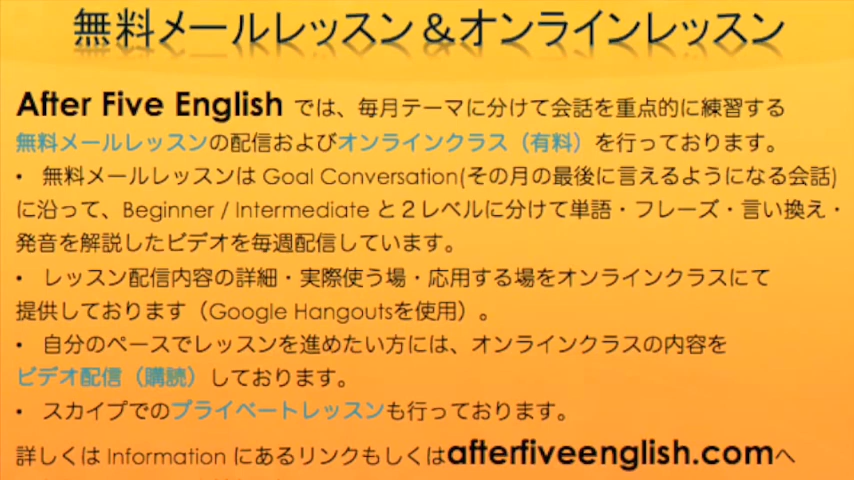 無料メールレッスン＆オンラインレッスン
After Five English では、毎月テーマに分けて会話を重点的に練習する
無料メールレッスンの配信およびオンラインクラス（有料）を行っております。
・ 無料メールレッスンは Goal Conversation(その月の最後に言えるようになる会話)
に沿って、Beginner / Intermediate と２レベルに分けて単語・フレーズ・言い換え・
発音を解説したビデオを毎週配信しています。
・ レッスン配信内容の詳細・実際使う場・応用する場をオンラインクラスにて
提供しております（Google Hangoutsを使用）。
・ 自分のペースでレッスンを進めたい方には、オンラインクラスの内容を
ビデオ配信（購読）しております。
・ スカイプでのプライベートレッスンも行っております。
詳しくは Information にあるリンクもしくはafterfiveenglish.comへ